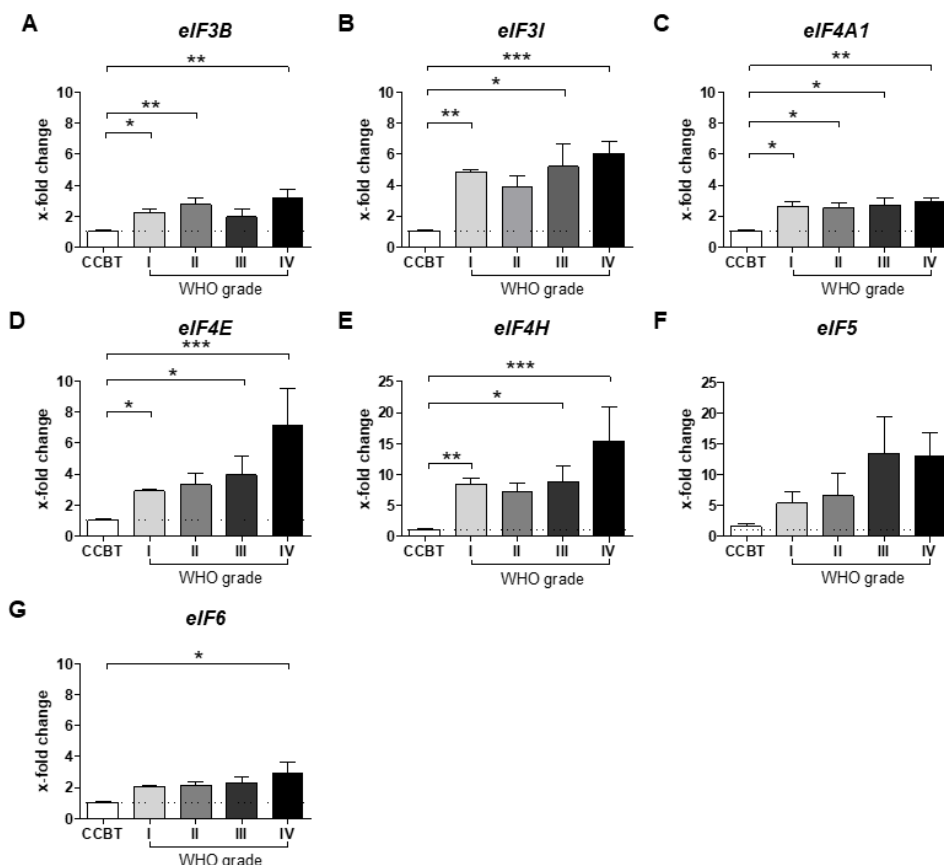 A
eIF3B
**
**
*
x-fold change
10
8
6
4
2
0
CCBT
I
II
III
IV
WHO grade
B
eIF3I
***
*
**
x-fold change
10
8
6
4
2
0
CCBT
I
II
III
IV
WHO grade
C
eIF4A1
**
*
*
*
x-fold change
10
8
6
4
2
0
CCBT
I
II
III
IV
WHO grade
D
eIF4E
***
*
*
x-fold change
10
8
6
4
2
0
CCBT
I
II
III
IV
WHO grade
E
eIF4H
***
*
**
x-fold change
25
20
15
10
5
0
CCBT
I
II
III
IV
WHO grade
F
eIF5
x-fold change
25
20
15
10
5
0
CCBT
I
II
III
IV
WHO grade
G
eIF6
*
x-fold change
10
8
6
4
2
0
CCBT
I
II
III
IV
WHO grade